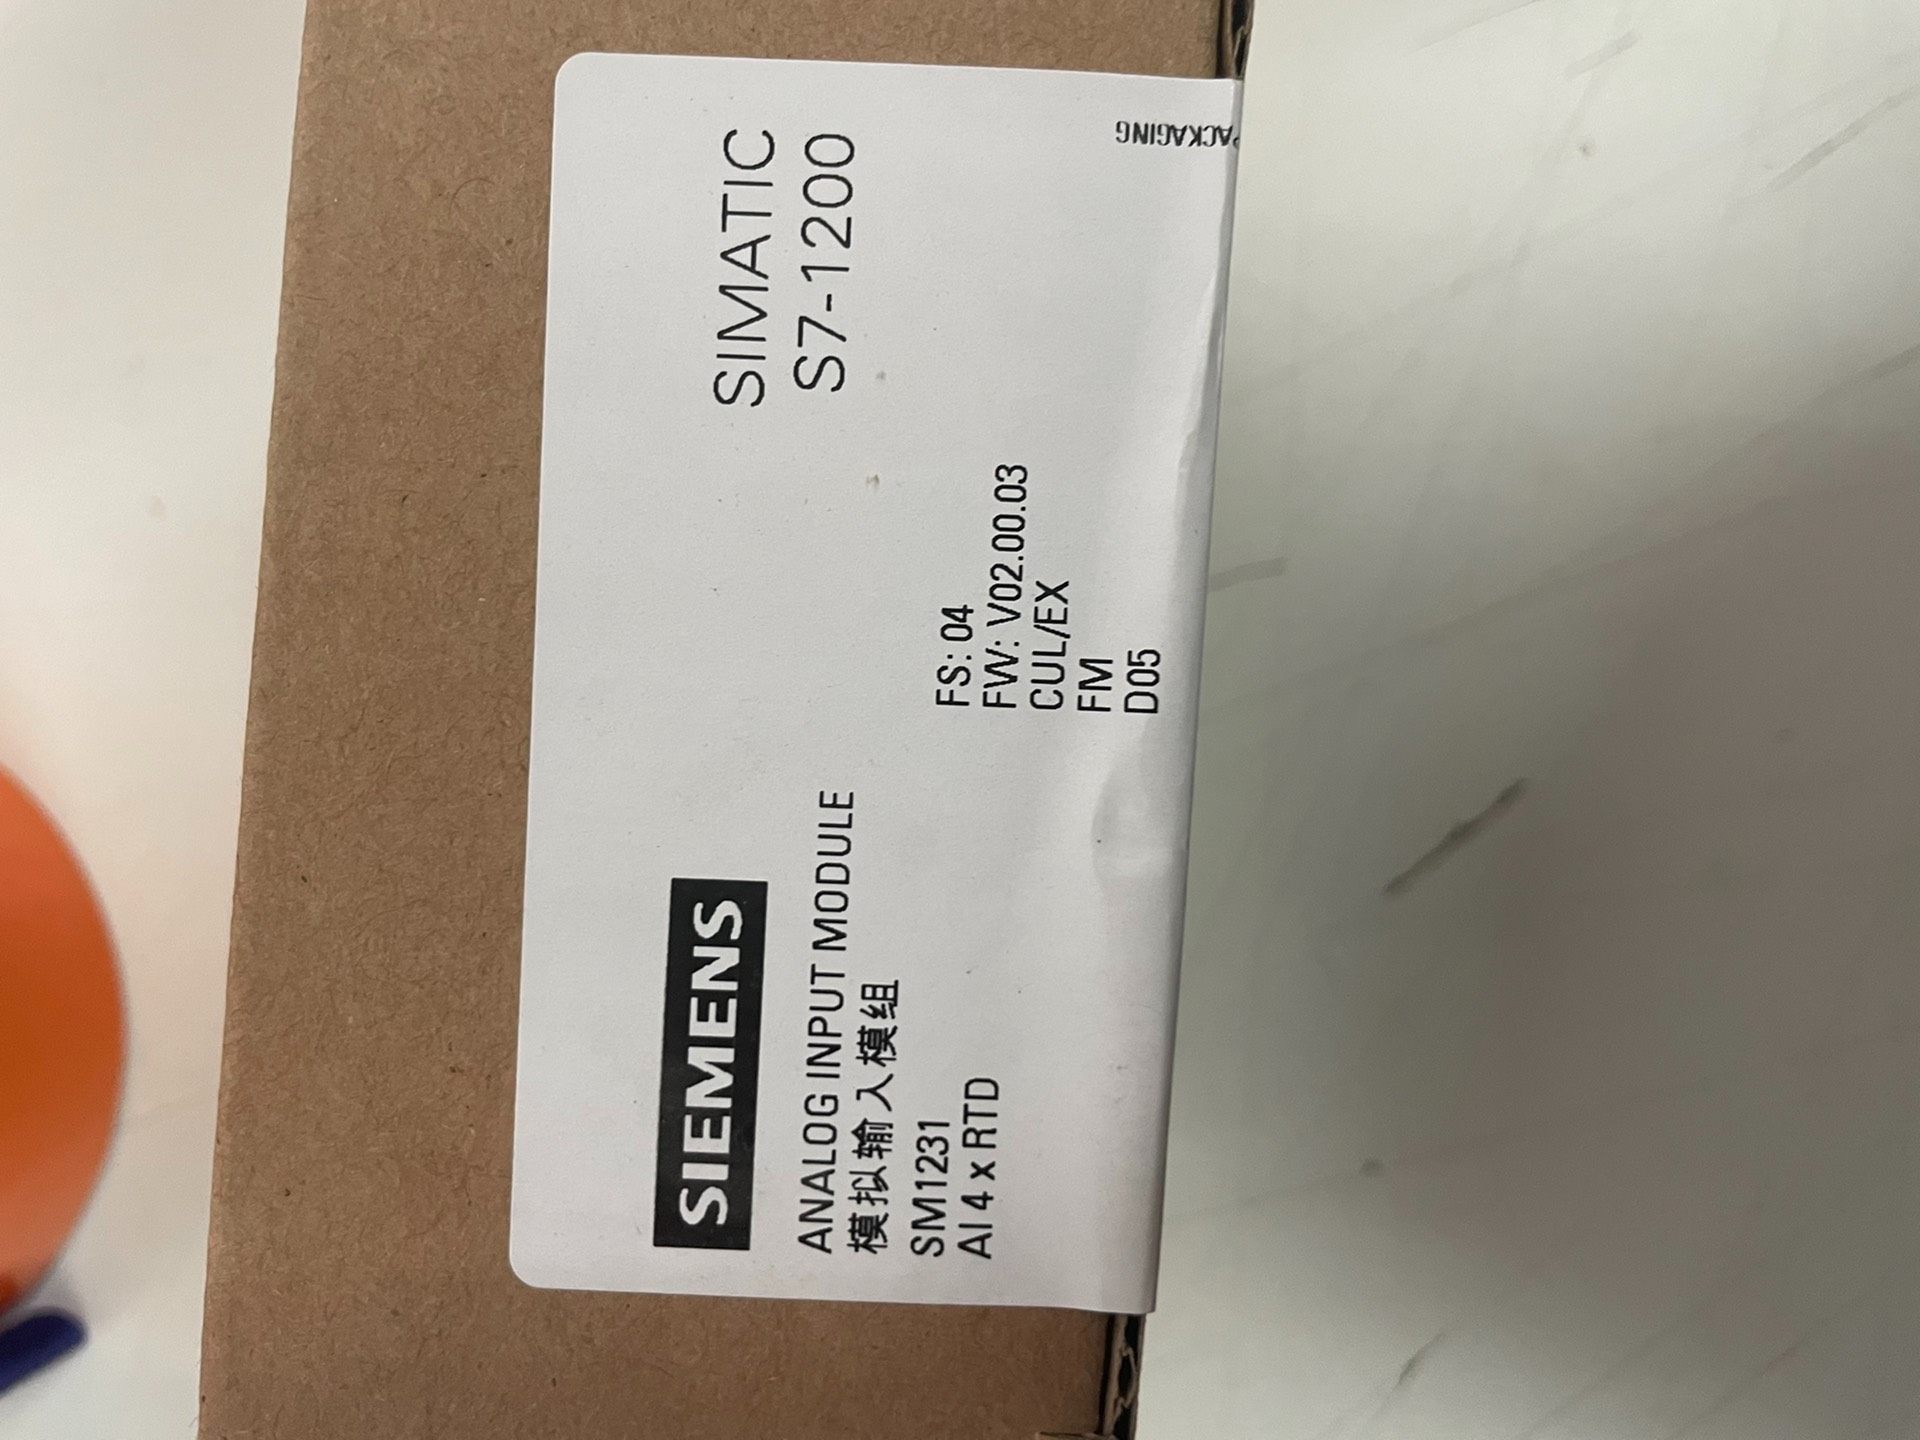 SIEMENS
SIMATIC
S7-1200
ANALOG INPUT MODULE
模拟输入模组
SM1231
AI 4 x RTD
FS: 04
FW: V02.00.03
CUL/EX
FM
D05
PACKAGING